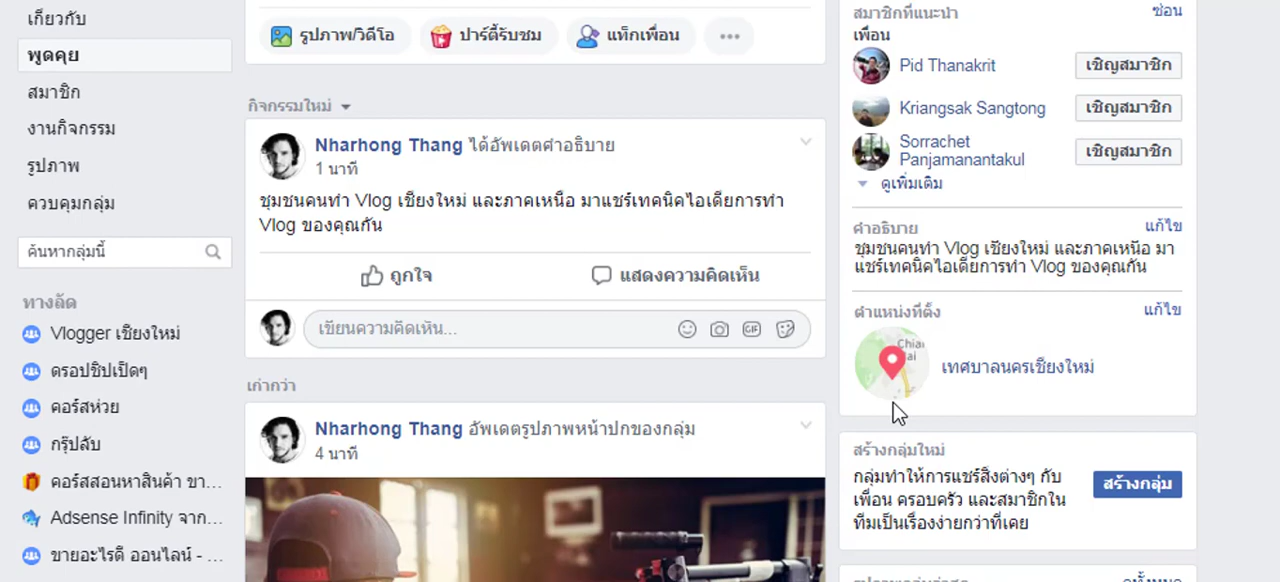 เกี่ยวกับ
พูดคุย
สมาชิก
งานกิจกรรม
รูปภาพ
ควบคุมกลุ่ม
ค้นหากลุ่มนี้
ทางลัด
Vlogger เชียงใหม่
ดรอปชิปเป็ดๆ
คอร์สห่วย
กรุ๊ปลับ
คอร์สสอนหาสินค้า ขา...
Adsense Infinity จาก...
ขายอะไรดี ออนไลน์ - ...
รูปภาพ/วิดีโอ
ปาร์ตี้รับชม
แท็กเพื่อน
กิจกรรมใหม่
Nharhong Thang ได้อัพเดตคำอธิบาย
1 นาที
ชุมชนคนทำ Vlog เชียงใหม่ และภาคเหนือ มาแชร์เทคนิคไอเดียการทำ
Vlog ของคุณกัน
ถูกใจ
แสดงความคิดเห็น
เขียนความคิดเห็น...
GIF
เก่ากว่า
Nharhong Thang อัพเดตรูปภาพหน้าปกของกลุ่ม
4 นาที
สมาชิกที่แนะนำ
ซ่อน
เพื่อน
Pid Thanakrit
เชิญสมาชิก
Kriangsak Sangtong
เชิญสมาชิก
Sorrachet
Panjamanantakul
เชิญสมาชิก
ดูเพิ่มเติม
คำอธิบาย
แก้ไข
ชุมชนคนทำ Vlog เชียงใหม่ และภาคเหนือ มา
แชร์เทคนิคไอเดียการทำ Vlog ของคุณกัน
ตำแหน่งที่ตั้ง
แก้ไข
เทศบาลนครเชียงใหม่
สร้างกลุ่มใหม่
กลุ่มทำให้การแชร์สิ่งต่างๆ กับ
เพื่อน ครอบครัว และสมาชิกใน
ทีมเป็นเรื่องง่ายกว่าที่เคย
สร้างกลุ่ม